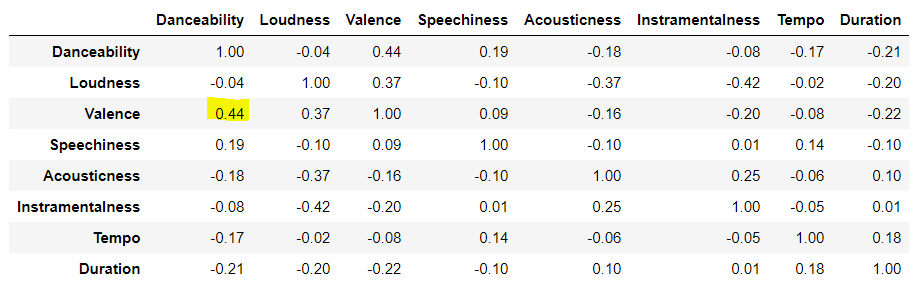 Danceability Loudness Valence Speechiness Acousticness Instramentalness Tempo Duration
Danceability 1.00 -0.04 0.44 0.19 -0.18 -0.08 -0.17 -0.21
Loudness -0.04 1.00 0.37 -0.10 -0.37 -0.42 -0.02 -0.20
Valence 0.44 0.37 1.00 0.09 -0.16 -0.20 -0.08 -0.22
Speechiness 0.19 -0.10 0.09 1.00 -0.10 0.01 0.14 -0.10
Acousticness -0.18 -0.37 -0.16 -0.10 1.00 0.25 -0.06 0.10
Instramentalness -0.08 -0.42 -0.20 0.01 0.25 1.00 -0.05 0.01
Tempo -0.17 -0.02 -0.08 0.14 -0.06 -0.05 1.00 0.18
Duration -0.21 -0.20 -0.22 -0.10 0.10 0.01 0.18 1.00